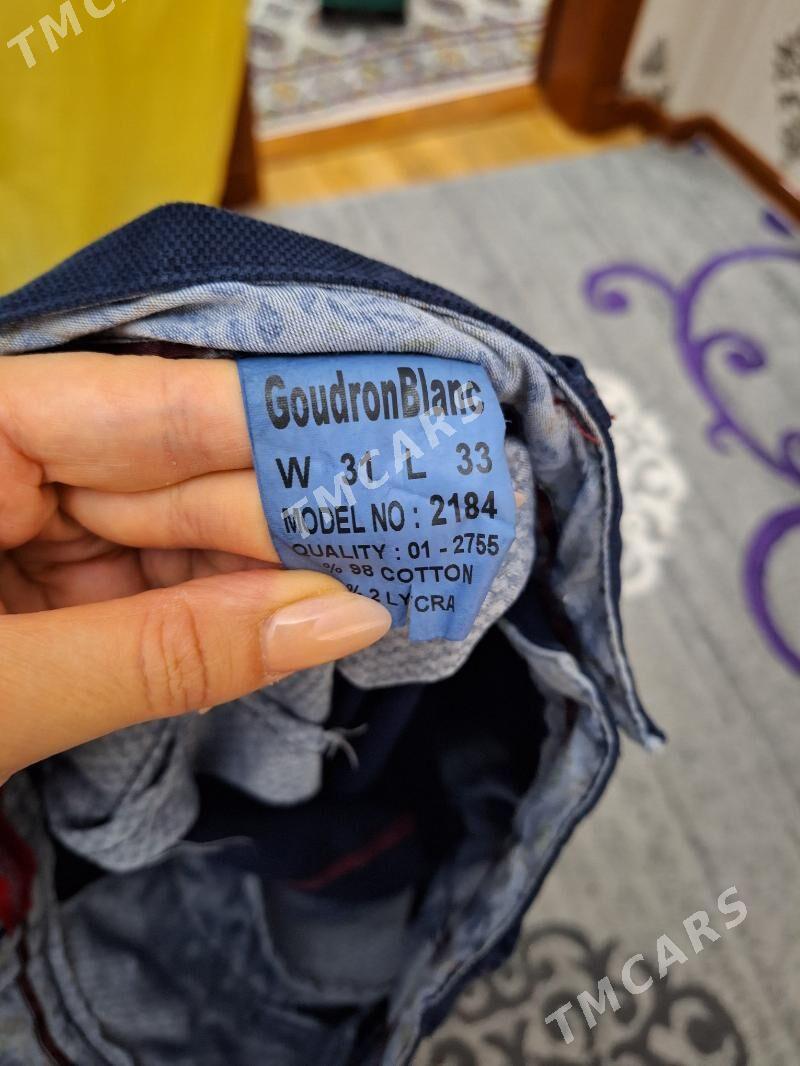 TMCARS
GoudronBlanc
W 31 L 33
TMCARS
MODEL NO : 2184
QUALITY : 01 - 2755
% 98 COTTON
% 2 LYCRA
TMCARS